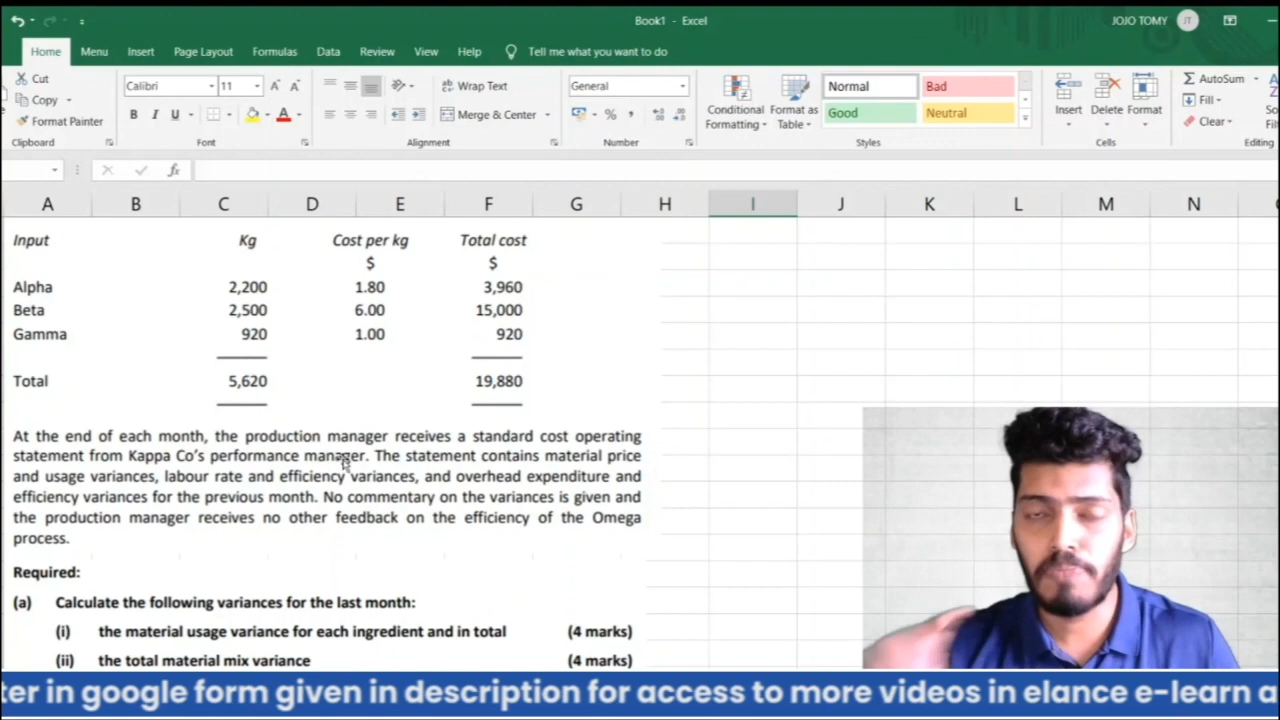 Book1 - Excel
JOJO TOMY JT
Home Menu Insert Page Layout Formulas Data Review View Help Tell me what you want to do
Cut
Copy
Format Painter
Clipboard
Calibri 11
B I U
Font
Wrap Text
Merge & Center
Alignment
General
Number
Conditional Formatting
Format as Table
Normal Bad
Good Neutral
Styles
Insert Delete Format
Cells
AutoSum
Fill
Clear
Editing
A B C D E F G H I J K L M N
Input Kg Cost per kg Total cost
$ $
Alpha 2,200 1.80 3,960
Beta 2,500 6.00 15,000
Gamma 920 1.00 920
Total 5,620 19,880
At the end of each month, the production manager receives a standard cost operating
statement from Kappa Co's performance manager. The statement contains material price
and usage variances, labour rate and efficiency variances, and overhead expenditure and
efficiency variances for the previous month. No commentary on the variances is given and
the production manager receives no other feedback on the efficiency of the Omega
process.
Required:
(a) Calculate the following variances for the last month:
(i) the material usage variance for each ingredient and in total (4 marks)
(ii) the total material mix variance (4 marks)
ter in google form given in description for access to more videos in elance e-learn a